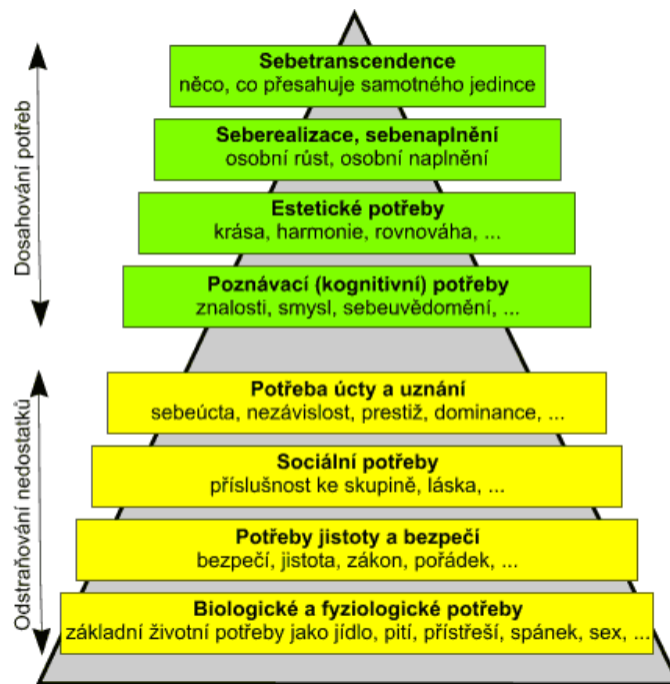 Dosahování potřeb
Sebetranscendence
něco, co přesahuje samotného jedince
Seberealizace, sebenaplnění
osobní růst, osobní naplnění
Estetické potřeby
krása, harmonie, rovnováha, ...
Poznávací (kognitivní) potřeby
znalosti, smysl, sebeuvědomění, ...
Odstraňování nedostatků
Potřeba úcty a uznání
sebeúcta, nezávislost, prestiž, dominance, ...
Sociální potřeby
příslušnost ke skupině, láska, ...
Potřeby jistoty a bezpečí
bezpečí, jistota, zákon, pořádek, ...
Biologické a fyziologické potřeby
základní životní potřeby jako jídlo, pití, přístřeší, spánek, sex, ...